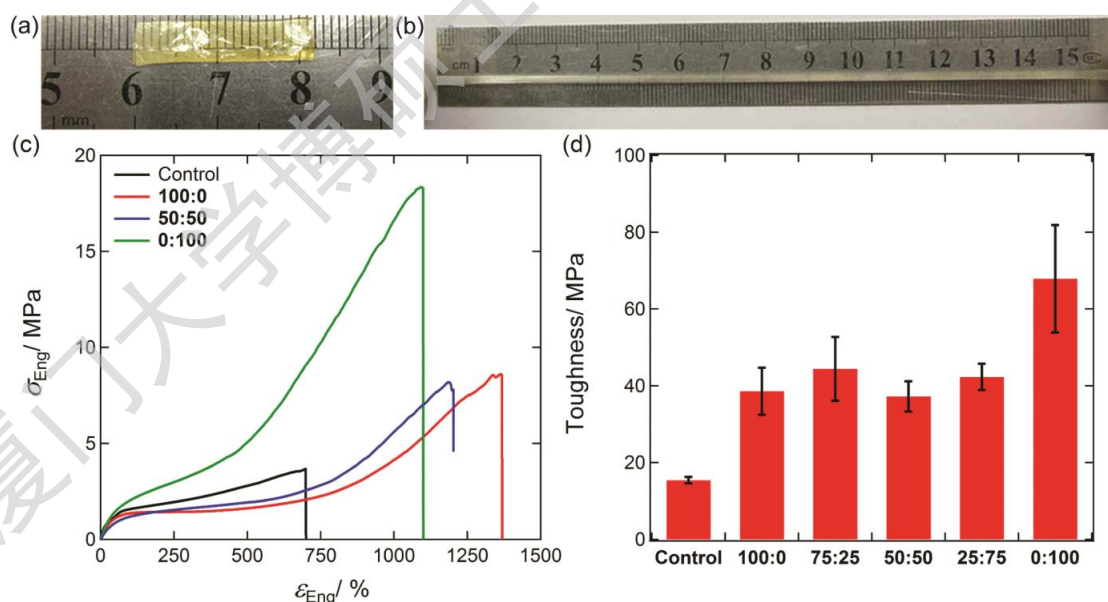 (a)
5 6 7 8 9
mm
(b)
cm 1 2 3 4 5 6 7 8 9 10 11 12 13 14 15 MC
(c)
20
15
10
5
0
σEng/ MPa
Control
100:0
50:50
0:100
0 250 500 750 1000 1250 1500
εEng/ %
(d)
100
80
60
40
20
0
Toughness/ MPa
Control 100:0 75:25 50:50 25:75 0:100
厦门大学博硕